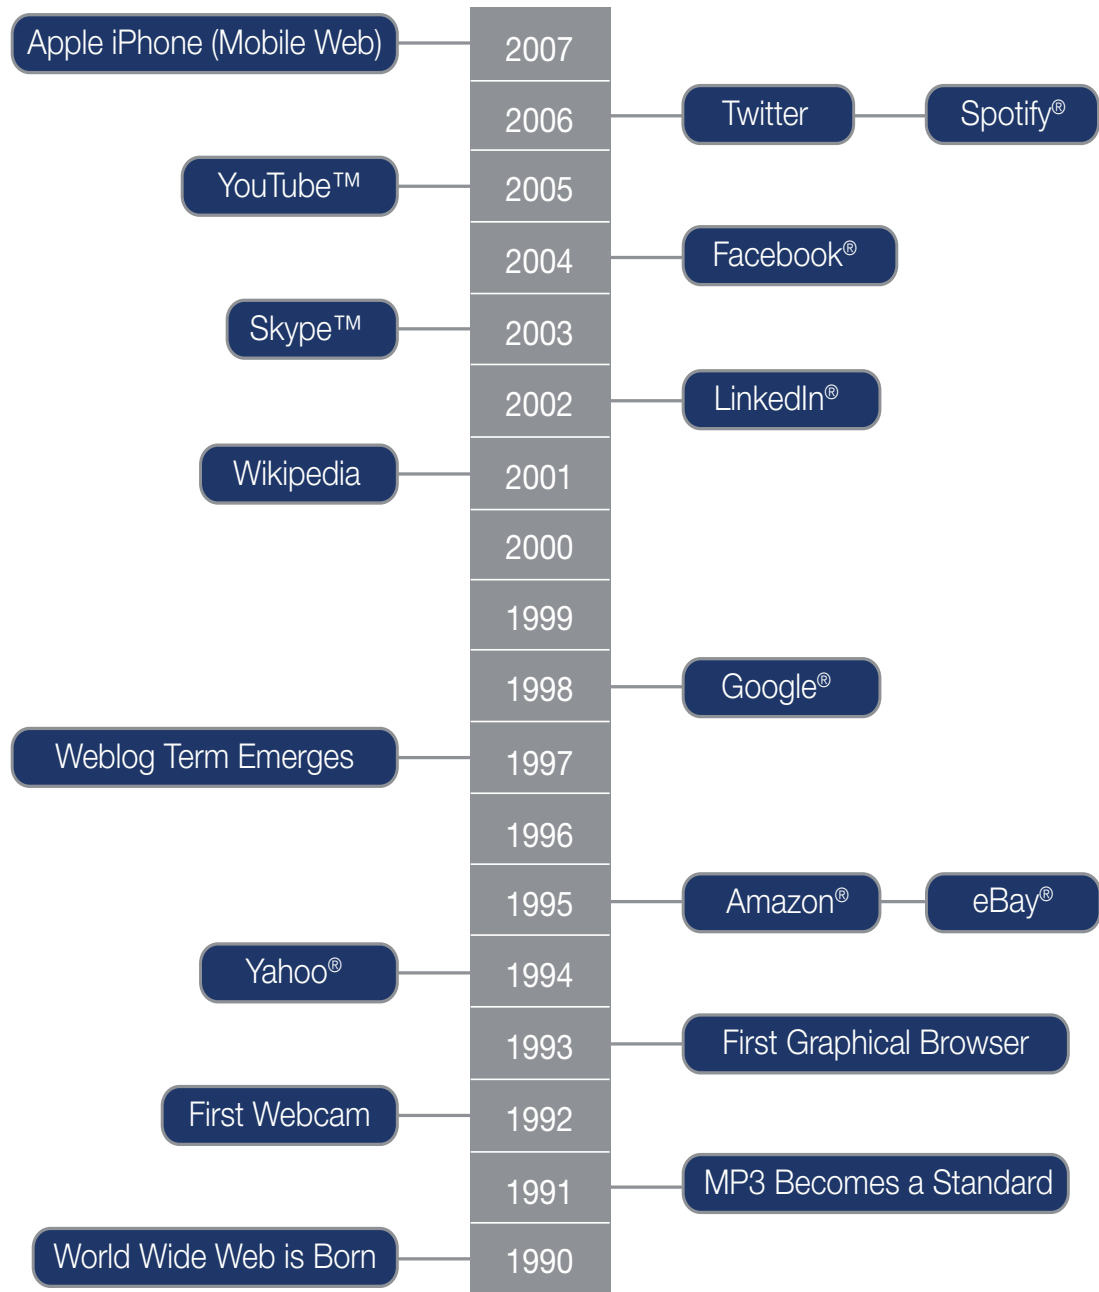 Apple iPhone (Mobile Web)
2007
2006
Twitter
Spotify®
YouTube™
2005
2004
Facebook®
Skype™
2003
2002
LinkedIn®
Wikipedia
2001
2000
1999
1998
Google®
Weblog Term Emerges
1997
1996
1995
Amazon®
eBay®
Yahoo®
1994
1993
First Graphical Browser
First Webcam
1992
1991
MP3 Becomes a Standard
World Wide Web is Born
1990